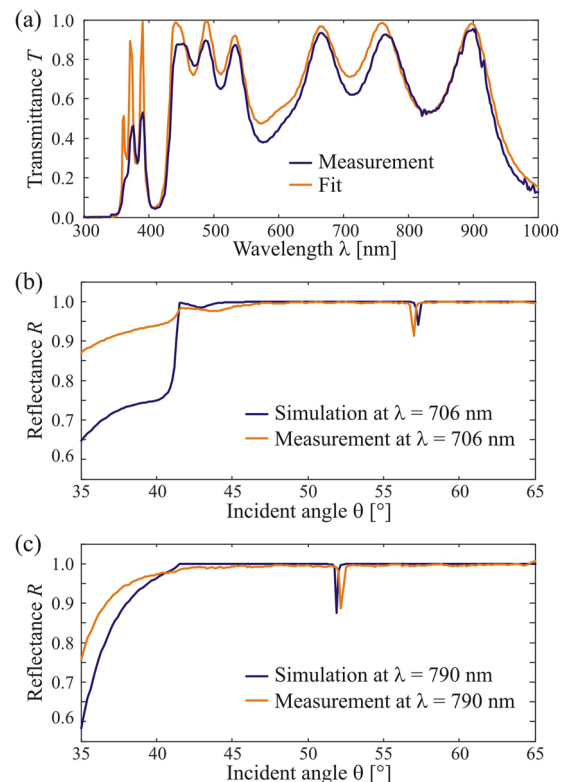 (a)
1.0
0.8
0.6
0.4
0.2
0.0
Transmittance T
Measurement
Fit
300 400 500 600 700 800 900 1000
Wavelength λ [nm]
(b)
1.0
0.9
0.8
0.7
0.6
Reflectance R
Simulation at λ = 706 nm
Measurement at λ = 706 nm
35 40 45 50 55 60 65
Incident angle θ [°]
(c)
1.0
0.9
0.8
0.7
0.6
Reflectance R
Simulation at λ = 790 nm
Measurement at λ = 790 nm
35 40 45 50 55 60 65
Incident angle θ [°]